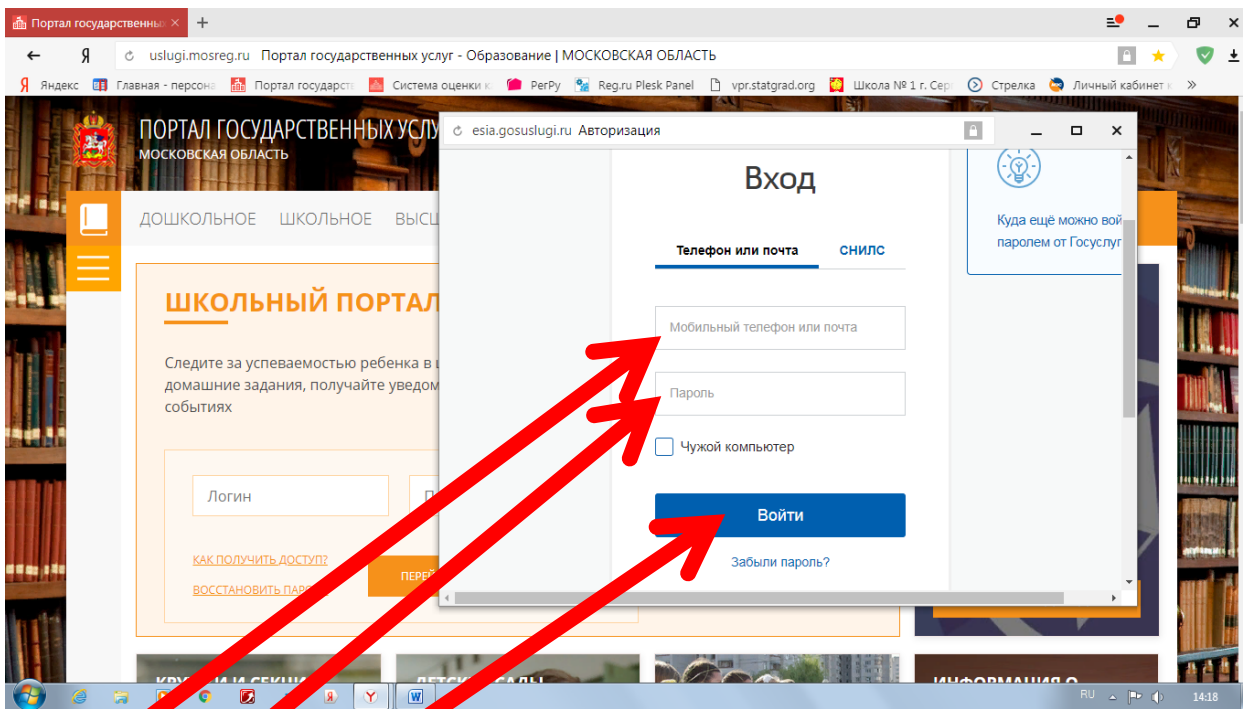 Портал государственны
uslugi.mosreg.ru Портал государственных услуг - Образование | МОСКОВСКАЯ ОБЛАСТЬ
Яндекс
Главная - персона
Портал государств
Система оценки к
РегРу
Reg.ru Plesk Panel
vpr.statgrad.org
Школа № 1 г. Сер
Стрелка
Личный кабинет к
»
ПОРТАЛ ГОСУДАРСТВЕННЫХ УСЛУ
МОСКОВСКАЯ ОБЛАСТЬ
ДОШКОЛЬНОЕ ШКОЛЬНОЕ ВЫСШ
ШКОЛЬНЫЙ ПОРТАЛ
Следите за успеваемостью ребенка в
домашние задания, получайте уведом
событиях
Логин
П
КАК ПОЛУЧИТЬ ДОСТУП?
ВОССТАНОВИТЬ ПАР
ПЕРЕЙ
esia.gosuslugi.ru Авторизация
Вход
Телефон или почта СНИЛС
Мобильный телефон или почта
Пароль
Чужой компьютер
Войти
Забыли пароль?
Куда ещё можно вой
паролем от Госуслуг
RU
14:18